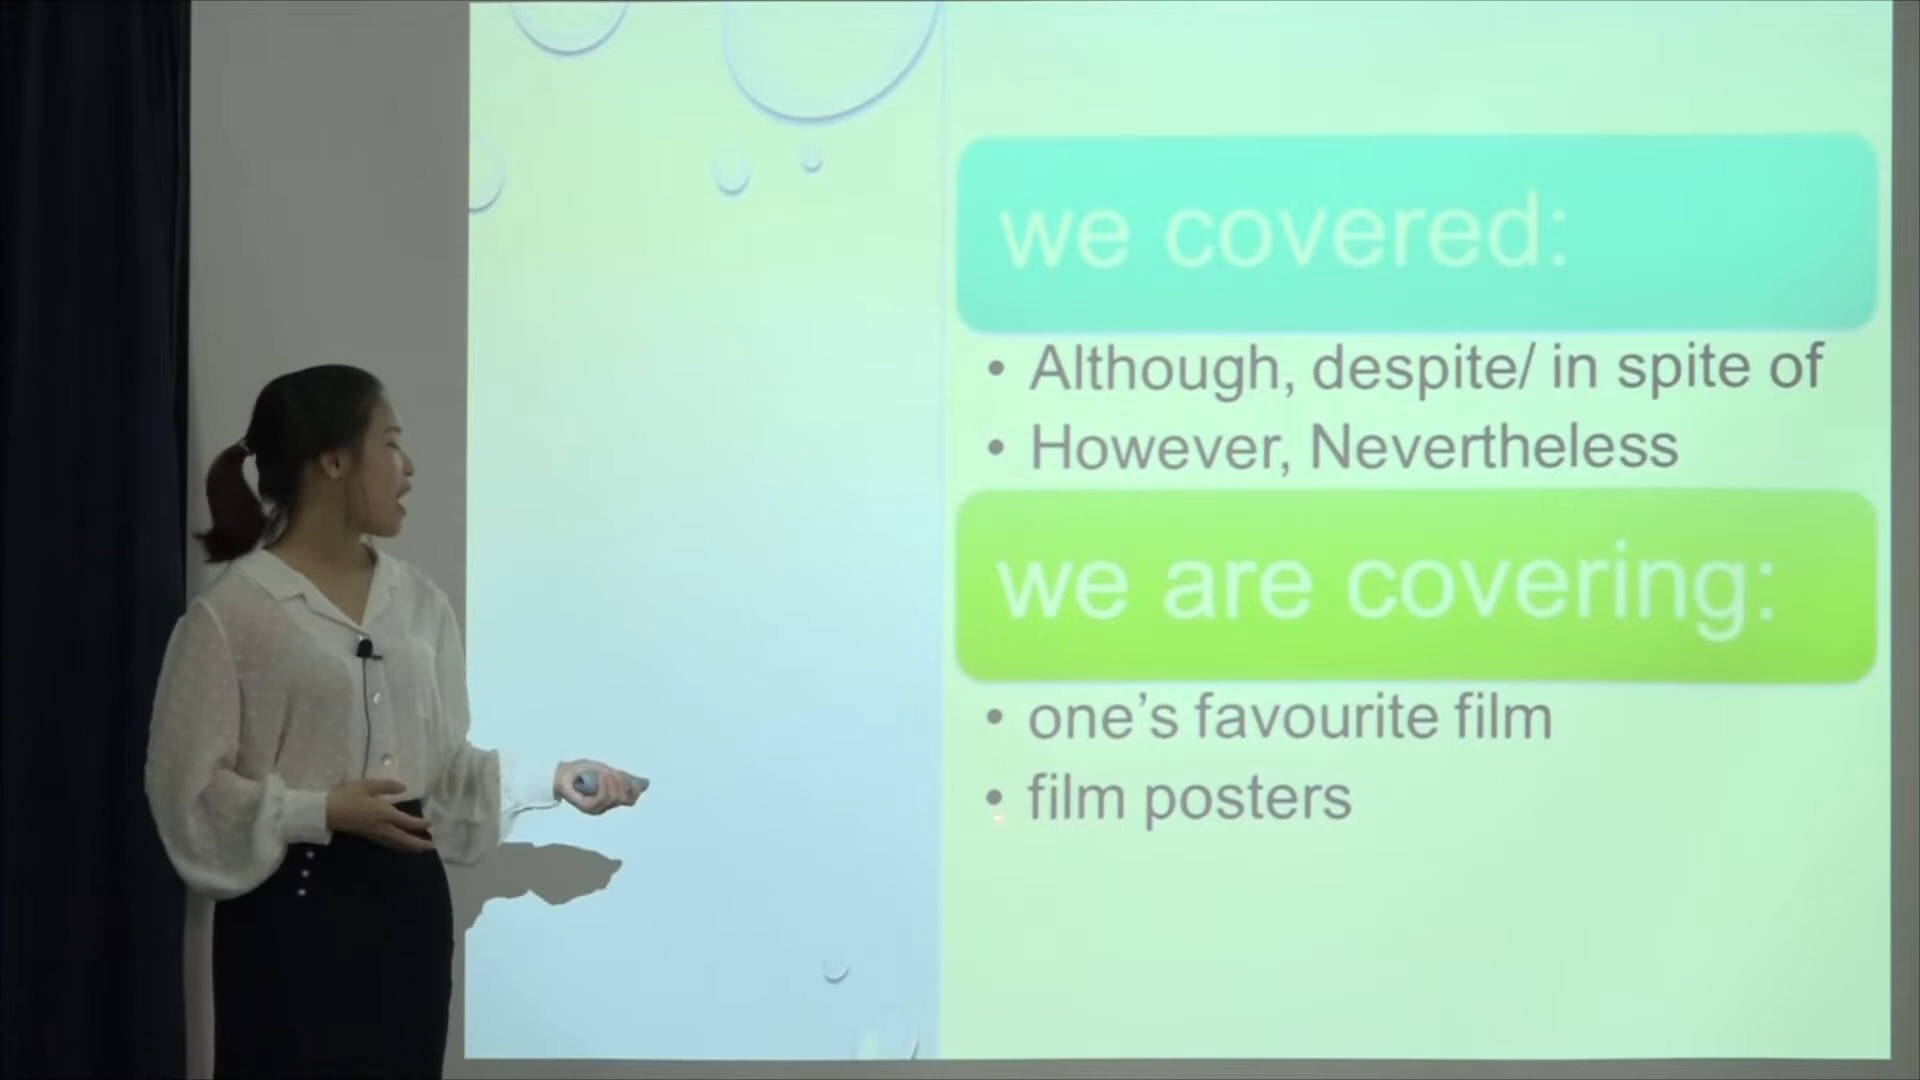 we covered:
• Although, despite/ in spite of
• However, Nevertheless
we are covering:
• one’s favourite film
• film posters